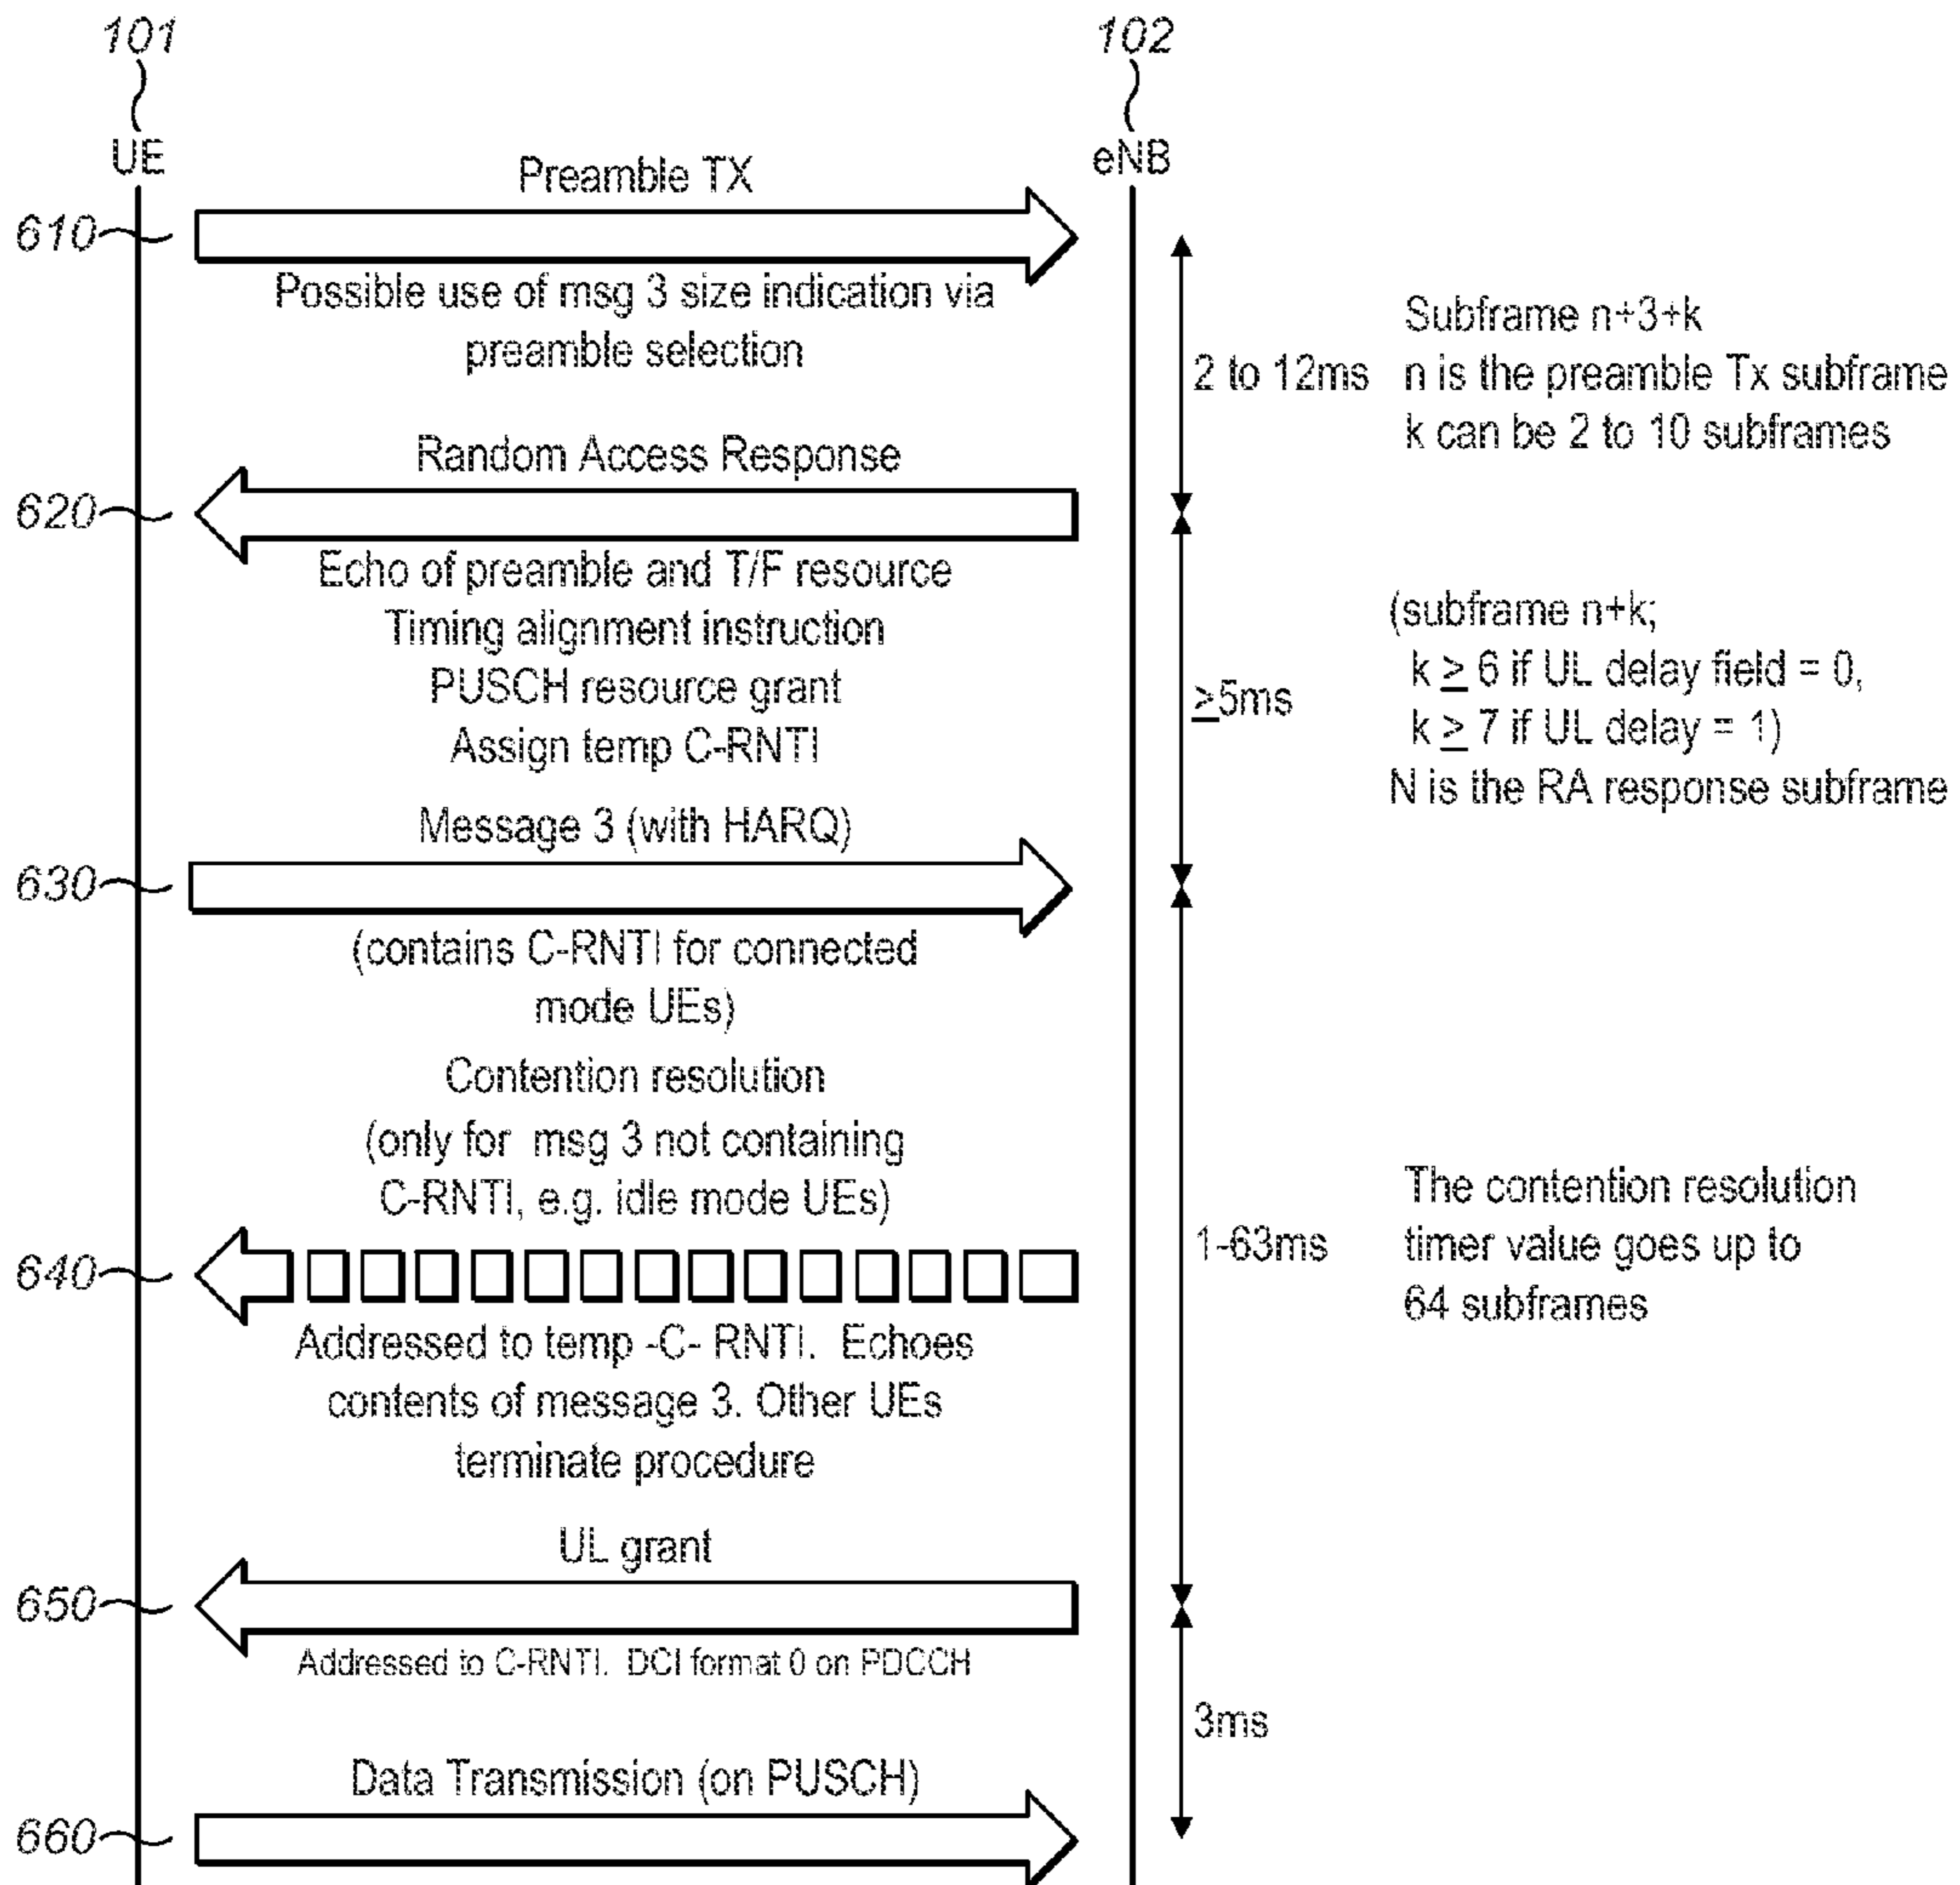 101
102
UE
eNB
Preamble TX
610
Possible use of msg 3 size indication via
preamble selection
2 to 12ms
Subframe n+3+k
n is the preamble Tx subframe
k can be 2 to 10 subframes
Random Access Response
620
Echo of preamble and T/F resource
Timing alignment instruction
PUSCH resource grant
Assign temp C-RNTI
≥5ms
(subframe n+k;
k ≥ 6 if UL delay field = 0,
k ≥ 7 if UL delay = 1)
N is the RA response subframe
Message 3 (with HARQ)
630
(contains C-RNTI for connected
mode UEs)
Contention resolution
(only for msg 3 not containing
C-RNTI, e.g. idle mode UEs)
640
1-63ms
The contention resolution
timer value goes up to
64 subframes
Addressed to temp -C- RNTI. Echoes
contents of message 3. Other UEs
terminate procedure
UL grant
650
Addressed to C-RNTI. DCI format 0 on PDCCH
3ms
Data Transmission (on PUSCH)
660